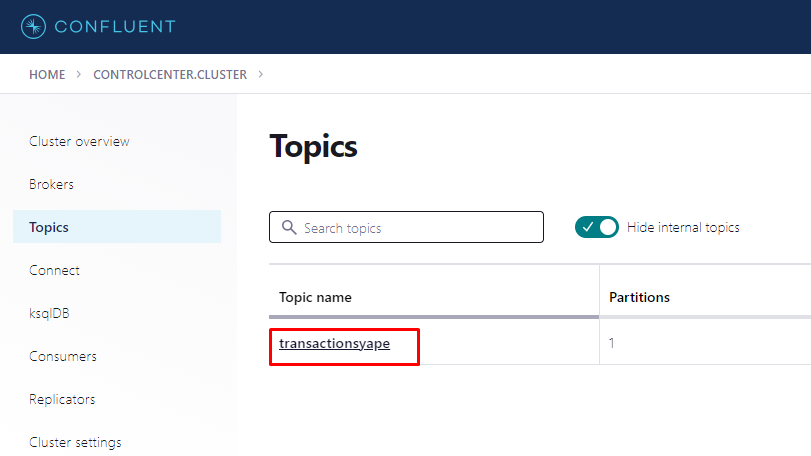 CONFLUENT
HOME > CONTROLCENTER.CLUSTER >
Cluster overview
Brokers
Topics
Connect
ksqlDB
Consumers
Replicators
Cluster settings
Topics
Search topics
Hide internal topics
Topic name Partitions
transactionsyape 1